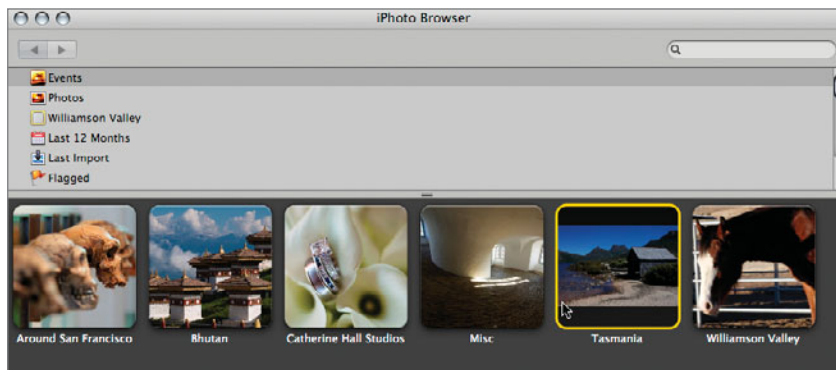 iPhoto Browser
Events
Photos
Williamson Valley
Last 12 Months
Last Import
Flagged
Around San Francisco
Bhutan
Catherine Hall Studios
Misc
Tasmania
Williamson Valley